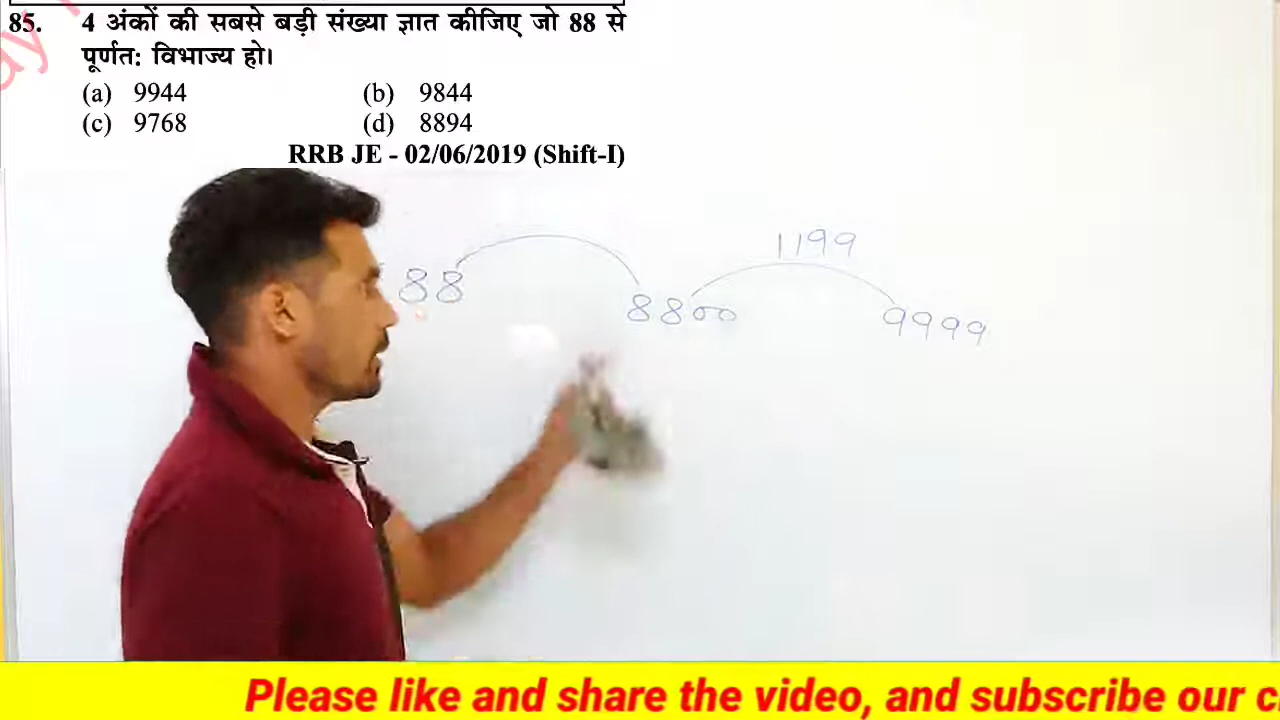 85. 4 अंकों की सबसे बड़ी संख्या ज्ञात कीजिए जो 88 से
पूर्णत: विभाज्य हो।
(a) 9944 (b) 9844
(c) 9768 (d) 8894
RRB JE - 02/06/2019 (Shift-I)
1199
88 8800 9999
Please like and share the video, and subscribe our